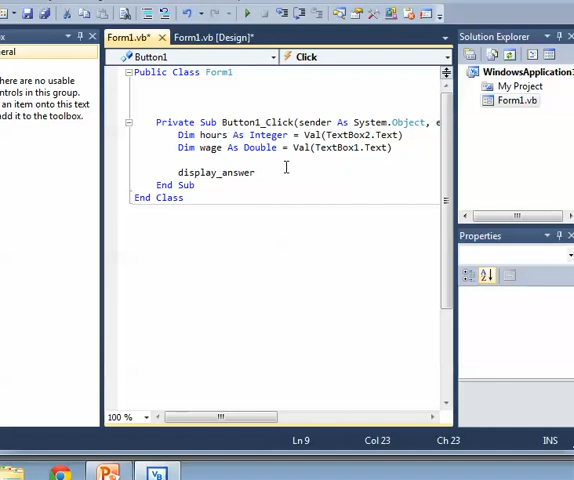 Form1.vb*
Form1.vb [Design]*
Solution Explorer
Button1
Click
eneral
Public Class Form1
WindowsApplication1
My Project
Form1.vb
here are no usable
ontrols in this group.
an item onto this text
add it to the toolbox.
Private Sub Button1_Click(sender As System.Object, e
Dim hours As Integer = Val(TextBox2.Text)
Dim wage As Double = Val(TextBox1.Text)
display_answer
End Sub
End Class
Properties
100 %
Ln 9
Col 23
Ch 23
INS